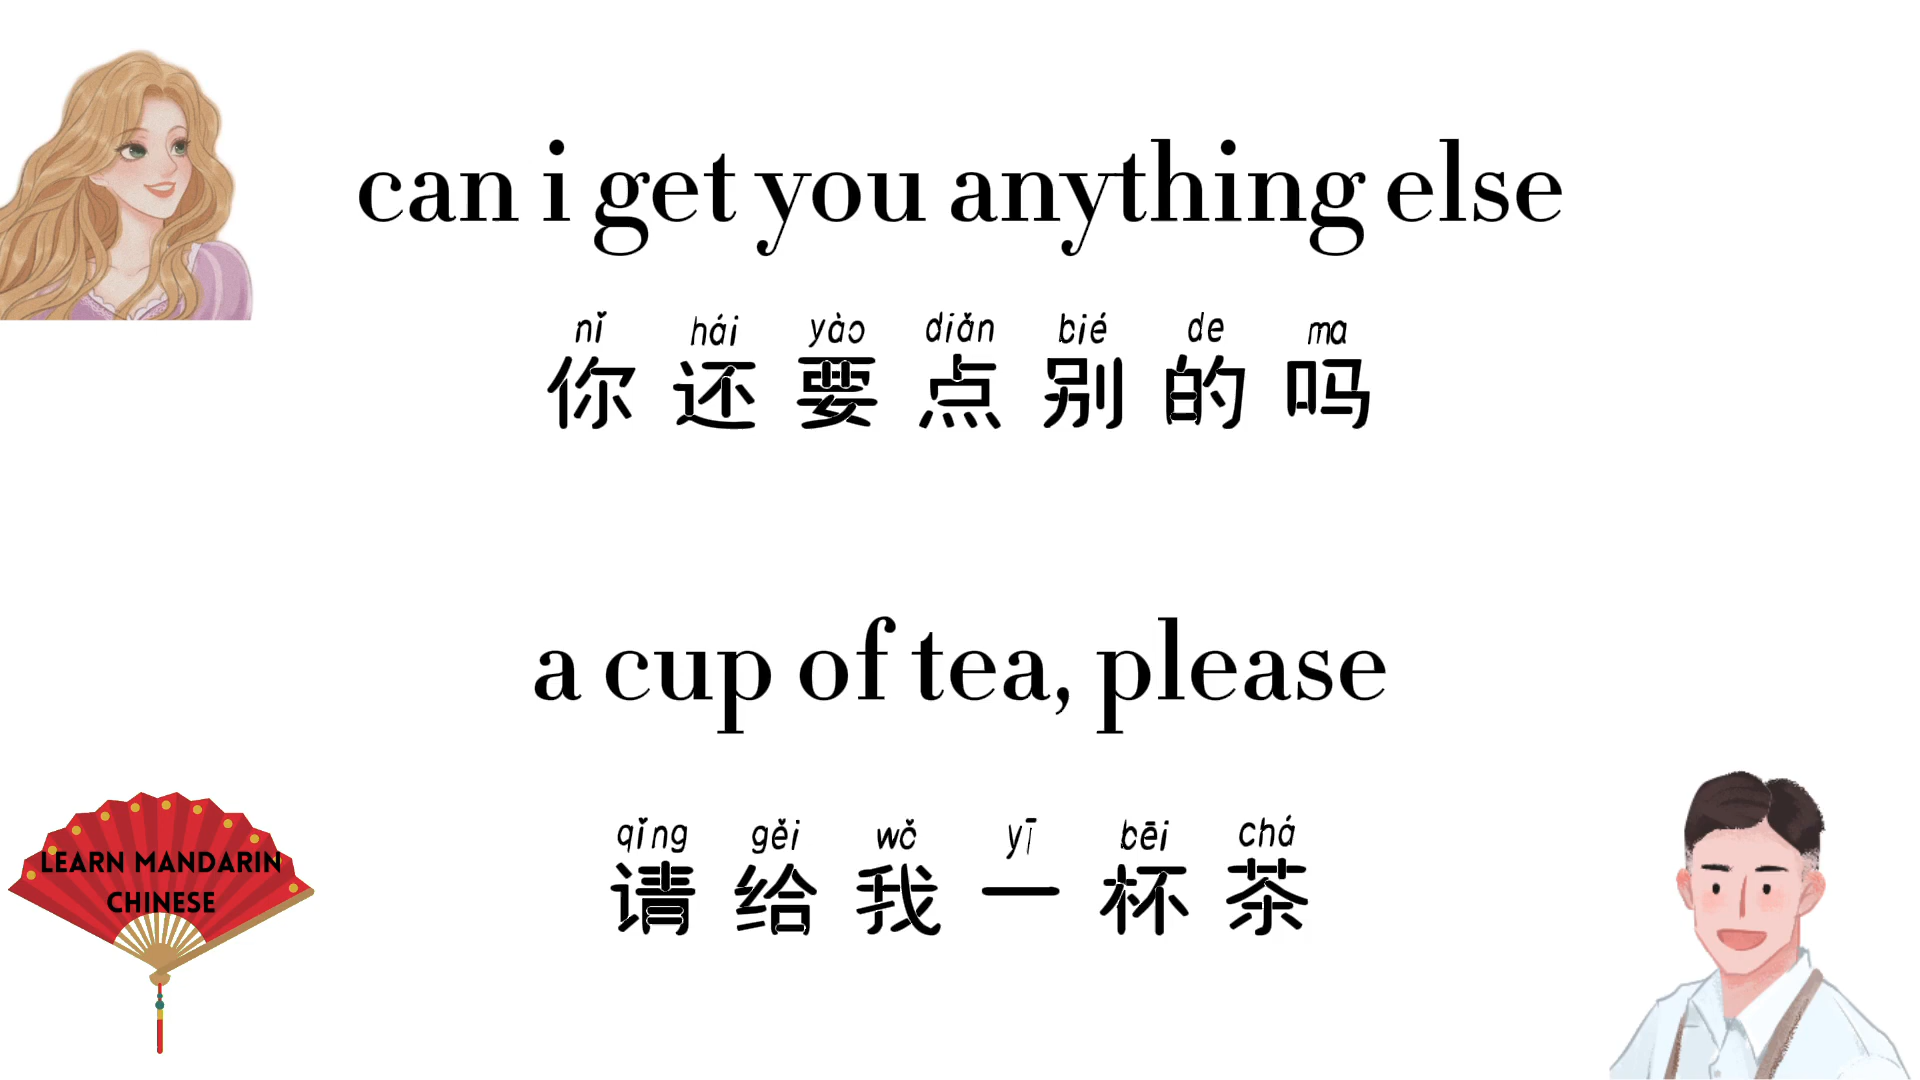 can i get you anything else
nǐ hái yào diǎn bié de ma
你还要点别的吗
a cup of tea, please
qǐng gěi wǒ yī bēi chá
请给我一杯茶
LEARN MANDARIN
CHINESE